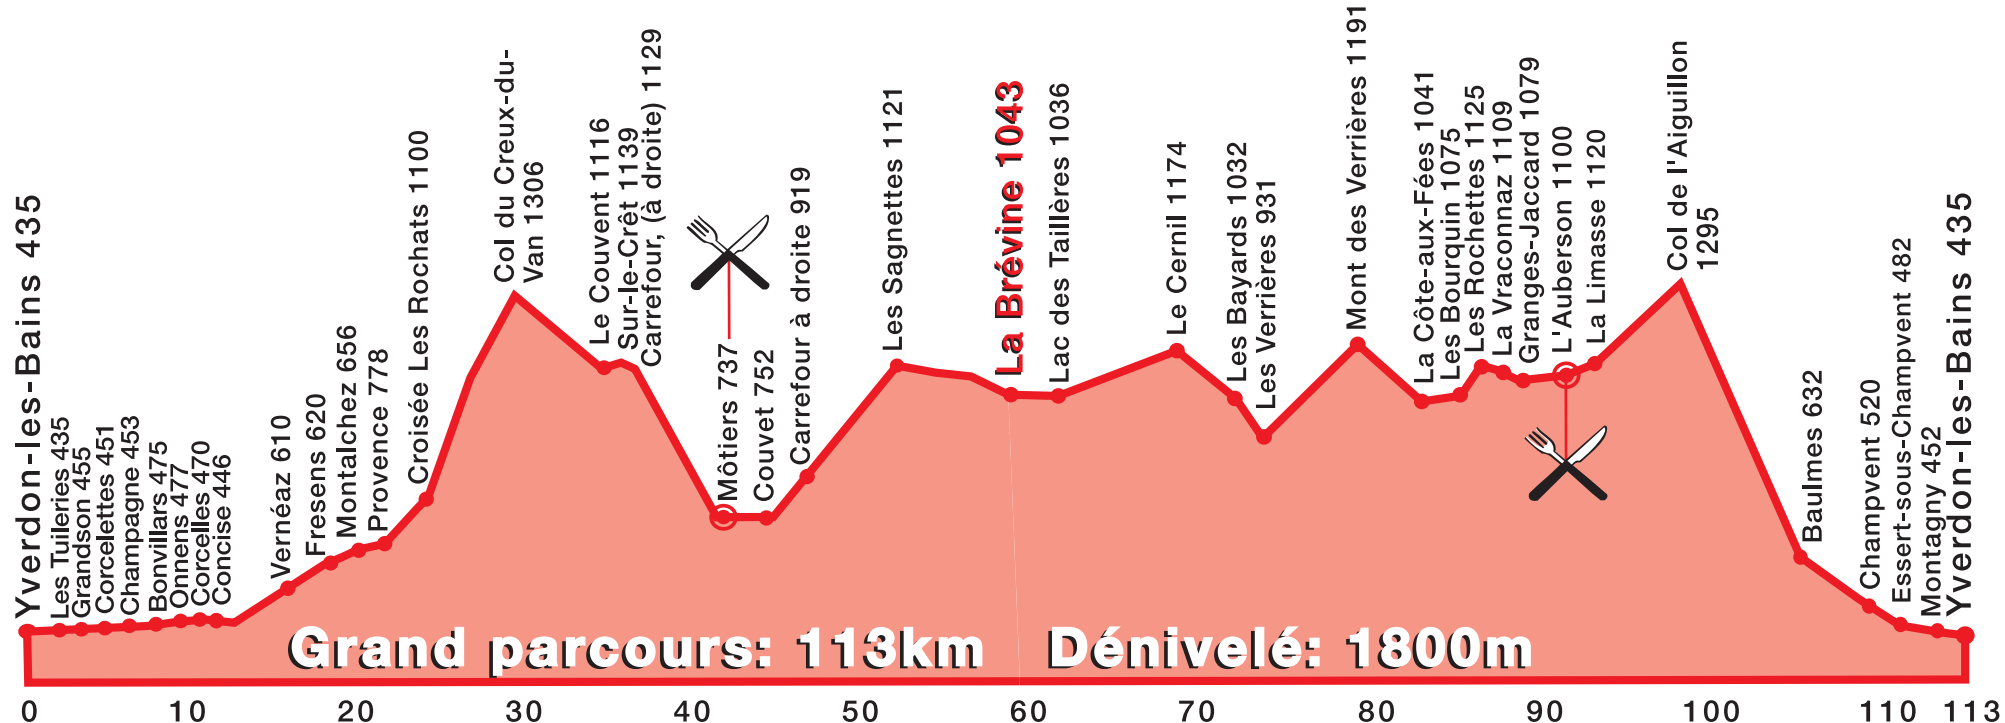 Yverdon-les-Bains 435
Les Tuileries 435
Grandson 455
Corcelettes 451
Champagne 453
Bonvillars 475
Onnens 477
Corcelles 470
Concise 446
Vernéaz 610
Fresens 620
Montalchez 656
Provence 778
Croisée Les Rochats 1100
Col du Creux-du-
Van 1306
Le Couvent 1116
Sur-le-Crêt 1139
Carrefour, (à droite) 1129
Môtiers 737
Couvet 752
Carrefour à droite 919
Les Sagnettes 1121
La Brévine 1043
Lac des Taillères 1036
Le Cernil 1174
Les Bayards 1032
Les Verrières 931
Mont des Verrières 1191
La Côte-aux-Fées 1041
Les Bourquin 1075
Les Rochettes 1125
La Vraconnaz 1109
Granges-Jaccard 1079
L'Auberson 1100
La Limasse 1120
Col de l'Aiguillon
1295
Baulmes 632
Champvent 520
Essert-sous-Champvent 482
Montagny 452
Yverdon-les-Bains 435
Grand parcours: 113km Dénivelé: 1800m
0 10 20 30 40 50 60 70 80 90 100 110 113